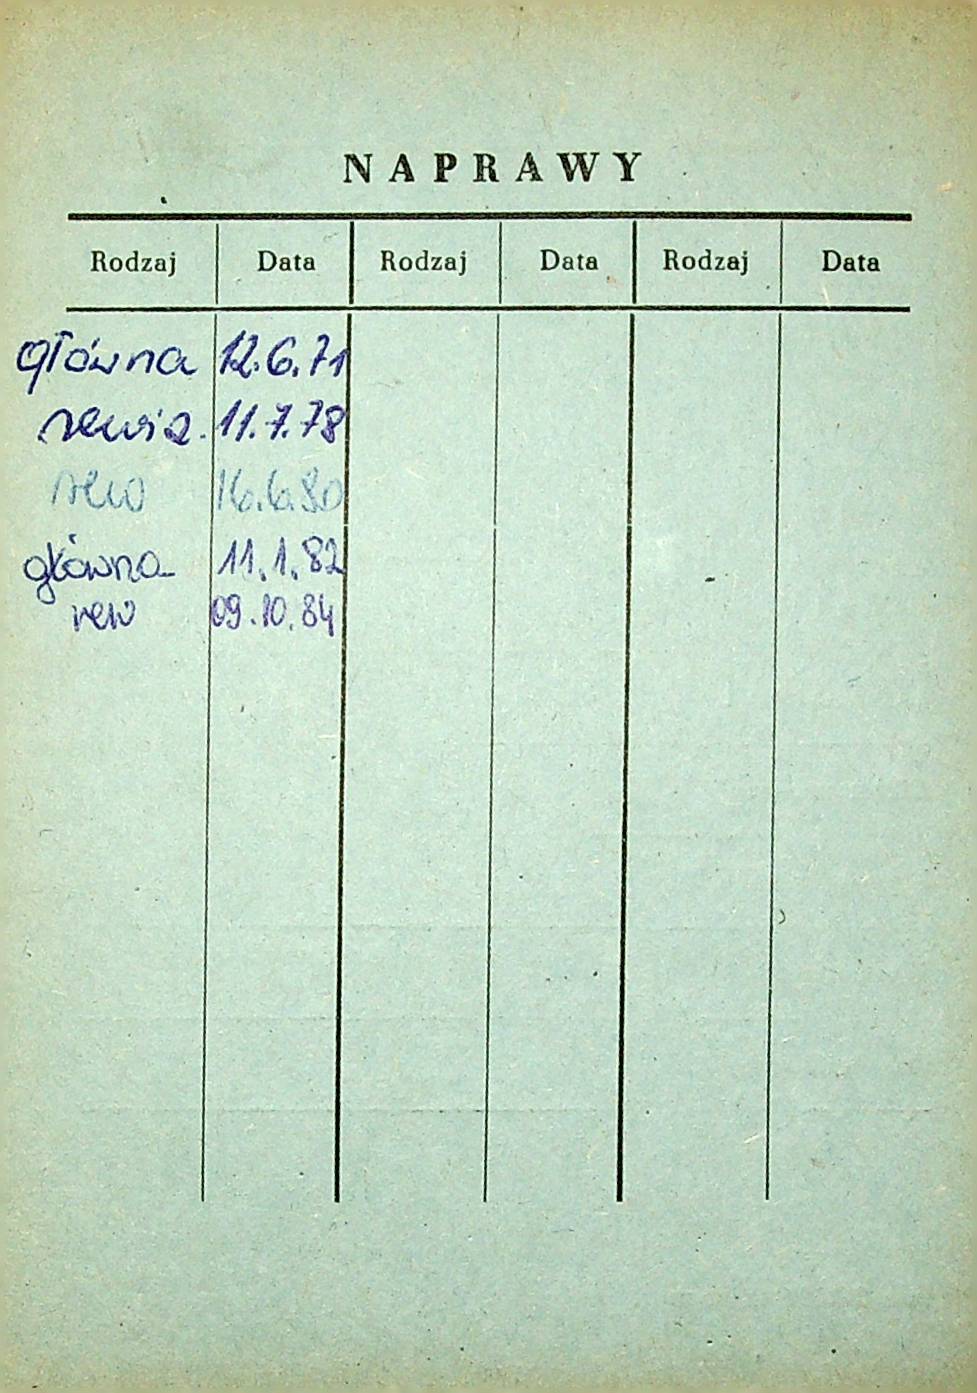 NAPRAWY
Rodzaj Data Rodzaj Data Rodzaj Data
główna 12.6.71
rewiz. 11.7.78
rew 16.6.80
główna 11.1.82
rew 09.10.84